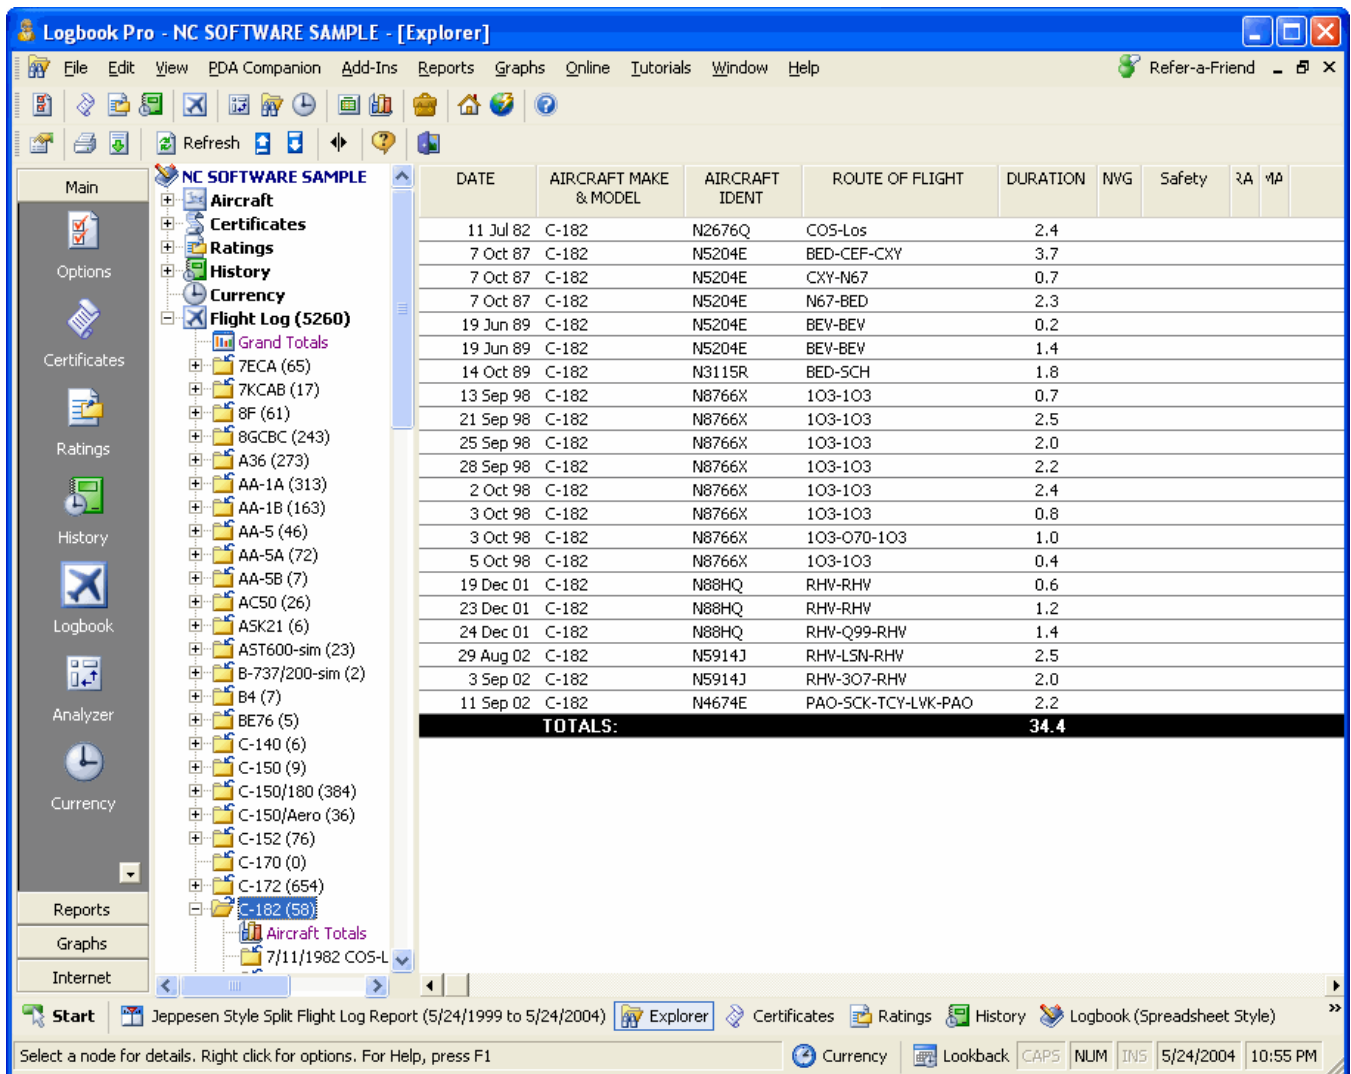 Logbook Pro - NC SOFTWARE SAMPLE - [Explorer]
File Edit View PDA Companion Add-Ins Reports Graphs Online Tutorials Window Help Refer-a-Friend
Refresh
Main
Options
Certificates
Ratings
History
Logbook
Analyzer
Currency
Reports
Graphs
Internet
NC SOFTWARE SAMPLE
Aircraft
Certificates
Ratings
History
Currency
Flight Log (5260)
Grand Totals
7ECA (65)
7KCAB (17)
8F (61)
8GCBC (243)
A36 (273)
AA-1A (313)
AA-1B (163)
AA-5 (46)
AA-5A (72)
AA-5B (7)
AC50 (26)
ASK21 (6)
AST600-sim (23)
B-737/200-sim (2)
B4 (7)
BE76 (5)
C-140 (6)
C-150 (9)
C-150/180 (384)
C-150/Aero (36)
C-152 (76)
C-170 (0)
C-172 (654)
C-182 (58)
Aircraft Totals
7/11/1982 COS-L
DATE AIRCRAFT MAKE & MODEL AIRCRAFT IDENT ROUTE OF FLIGHT DURATION NVG Safety
11 Jul 82 C-182 N2676Q COS-Los 2.4
7 Oct 87 C-182 N5204E BED-CEF-CXY 3.7
7 Oct 87 C-182 N5204E CXY-N67 0.7
7 Oct 87 C-182 N5204E N67-BED 2.3
19 Jun 89 C-182 N5204E BEV-BEV 0.2
19 Jun 89 C-182 N5204E BEV-BEV 1.4
14 Oct 89 C-182 N3115R BED-SCH 1.8
13 Sep 98 C-182 N8766X 1O3-1O3 0.7
21 Sep 98 C-182 N8766X 1O3-1O3 2.5
25 Sep 98 C-182 N8766X 1O3-1O3 2.0
28 Sep 98 C-182 N8766X 1O3-1O3 2.2
2 Oct 98 C-182 N8766X 1O3-1O3 2.4
3 Oct 98 C-182 N8766X 1O3-1O3 0.8
3 Oct 98 C-182 N8766X 1O3-O70-1O3 1.0
5 Oct 98 C-182 N8766X 1O3-1O3 0.4
19 Dec 01 C-182 N88HQ RHV-RHV 0.6
23 Dec 01 C-182 N88HQ RHV-RHV 1.2
24 Dec 01 C-182 N88HQ RHV-Q99-RHV 1.4
29 Aug 02 C-182 N5914J RHV-LSN-RHV 2.5
3 Sep 02 C-182 N5914J RHV-3O7-RHV 2.0
11 Sep 02 C-182 N4674E PAO-SCK-TCY-LVK-PAO 2.2
TOTALS: 34.4
Start Jeppesen Style Split Flight Log Report (5/24/1999 to 5/24/2004) Explorer Certificates Ratings History Logbook (Spreadsheet Style)
Select a node for details. Right click for options. For Help, press F1 Currency Lookback CAPS NUM INS 5/24/2004 10:55 PM